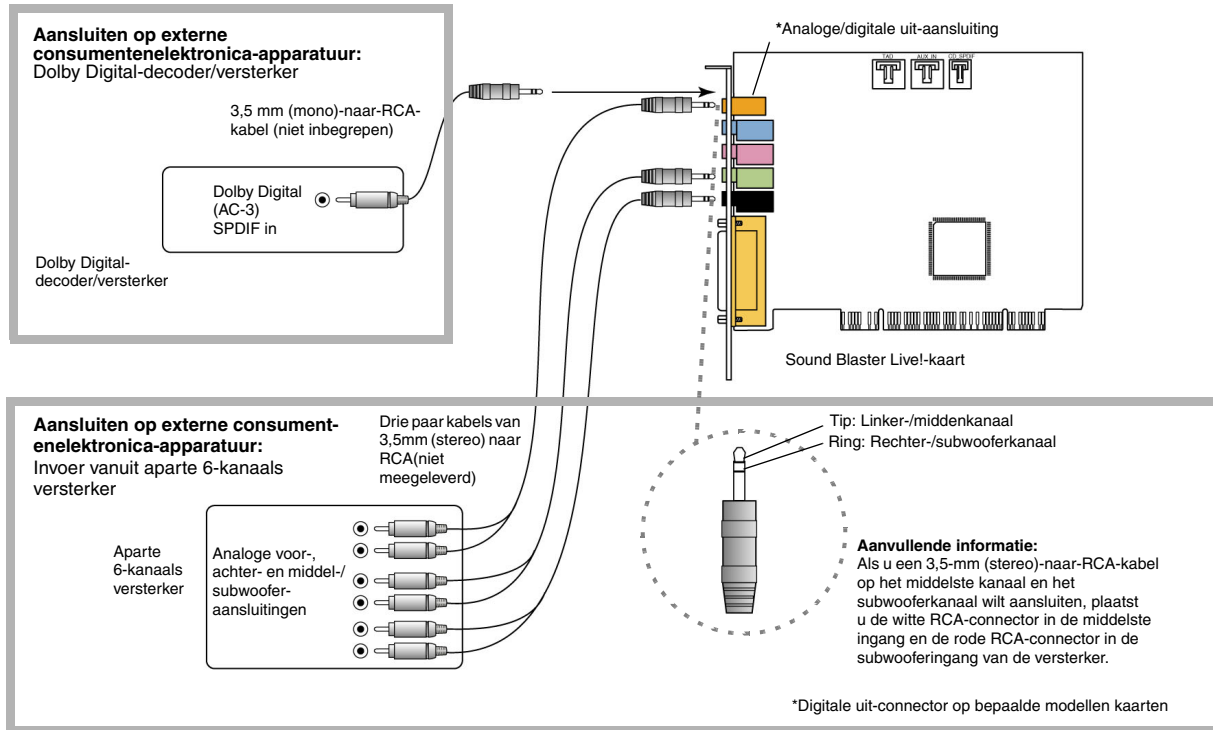 Aansluiten op externe
consumentenelektronica-apparatuur:
Dolby Digital-decoder/versterker
3,5 mm (mono)-naar-RCA-
kabel (niet inbegrepen)
Dolby Digital
(AC-3)
SPDIF in
Dolby Digital-
decoder/versterker
*Analoge/digitale uit-aansluiting
TAD
AUX_IN
CD_SPDIF
Sound Blaster Live!-kaart
Aansluiten op externe consument-
enelektronica-apparatuur:
Invoer vanuit aparte 6-kanaals
versterker
Drie paar kabels van
3,5mm (stereo) naar
RCA(niet
meegeleverd)
Aparte
6-kanaals
versterker
Analoge voor-,
achter- en middel-/
subwoofer-
aansluitingen
Tip: Linker-/middenkanaal
Ring: Rechter-/subwooferkanaal
Aanvullende informatie:
Als u een 3,5-mm (stereo)-naar-RCA-kabel
op het middelste kanaal en het
subwooferkanaal wilt aansluiten, plaatst
u de witte RCA-connector in de middelste
ingang en de rode RCA-connector in de
subwooferingang van de versterker.
*Digitale uit-connector op bepaalde modellen kaarten